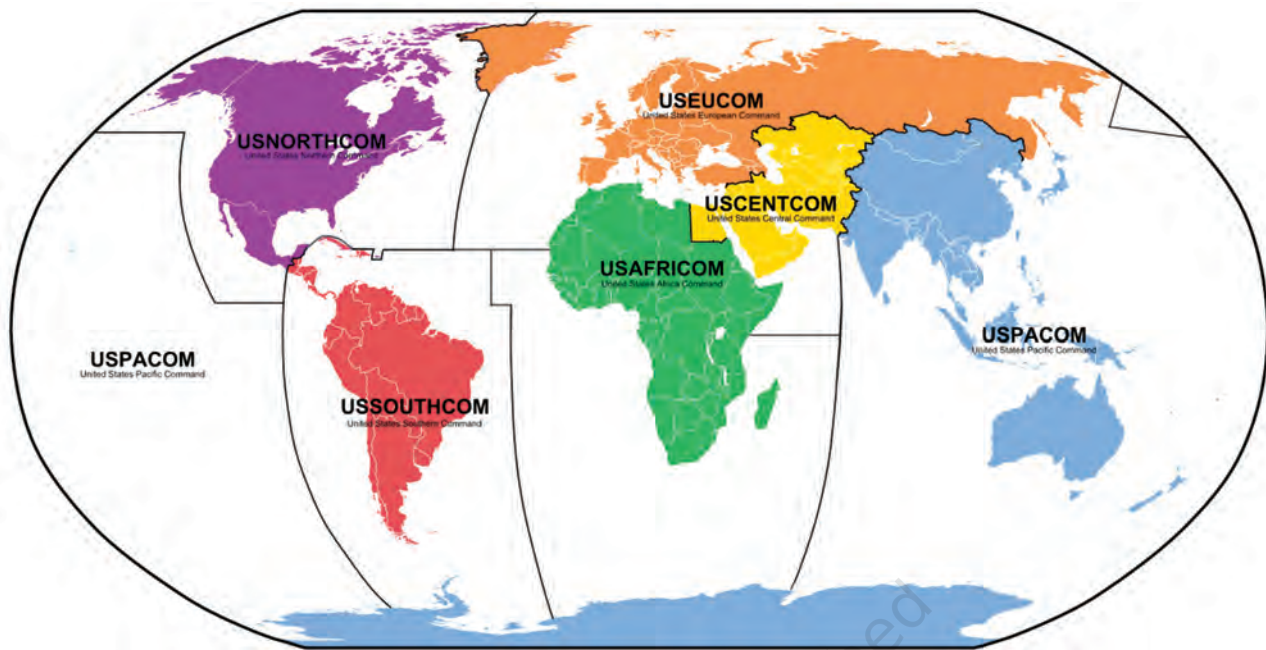 USEUCOM
United States European Command
USNORTHCOM
United States Northern Command
USCENTCOM
United States Central Command
USAFRICOM
United States Africa Command
USPACOM
United States Pacific Command
USPACOM
United States Pacific Command
USSOUTHCOM
United States Southern Command